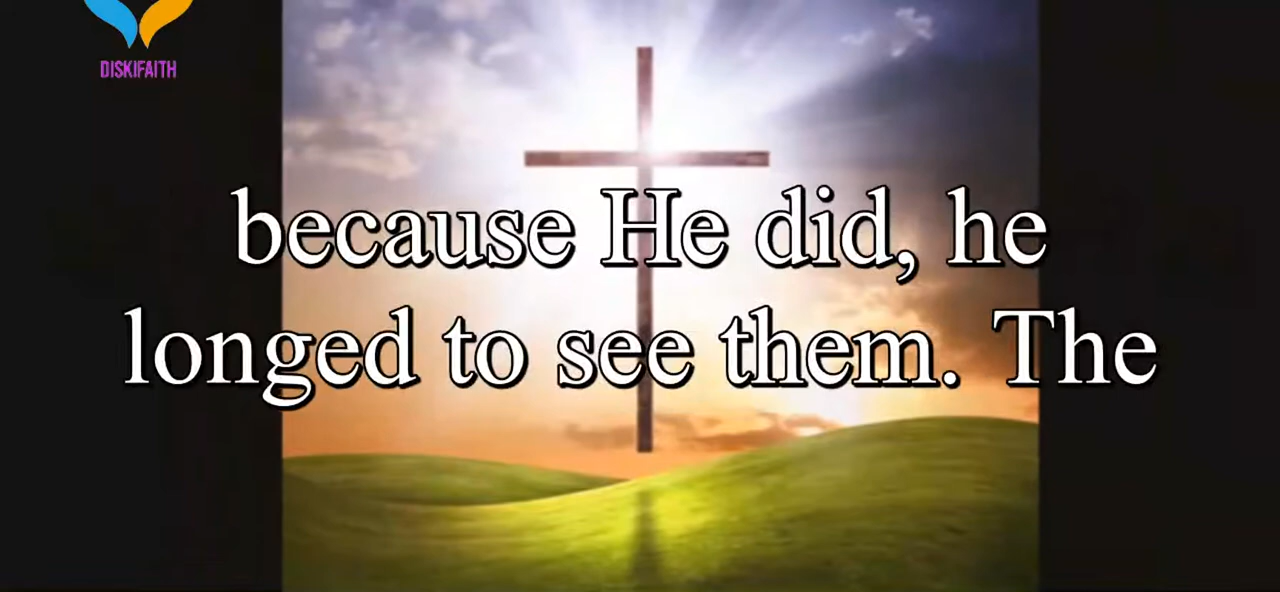 DISKIFAITH
because He did, he
longed to see them. The